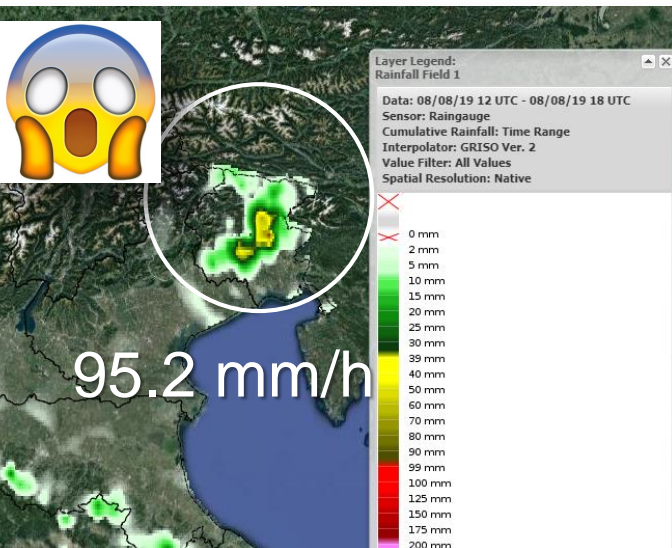 Layer Legend:
Rainfall Field 1
Data: 08/08/19 12 UTC - 08/08/19 18 UTC
Sensor: Raingauge
Cumulative Rainfall: Time Range
Interpolator: GRISO Ver. 2
Value Filter: All Values
Spatial Resolution: Native
0 mm
2 mm
5 mm
10 mm
15 mm
20 mm
25 mm
30 mm
39 mm
40 mm
50 mm
60 mm
70 mm
80 mm
90 mm
99 mm
100 mm
125 mm
150 mm
175 mm
200 mm
95.2 mm/h